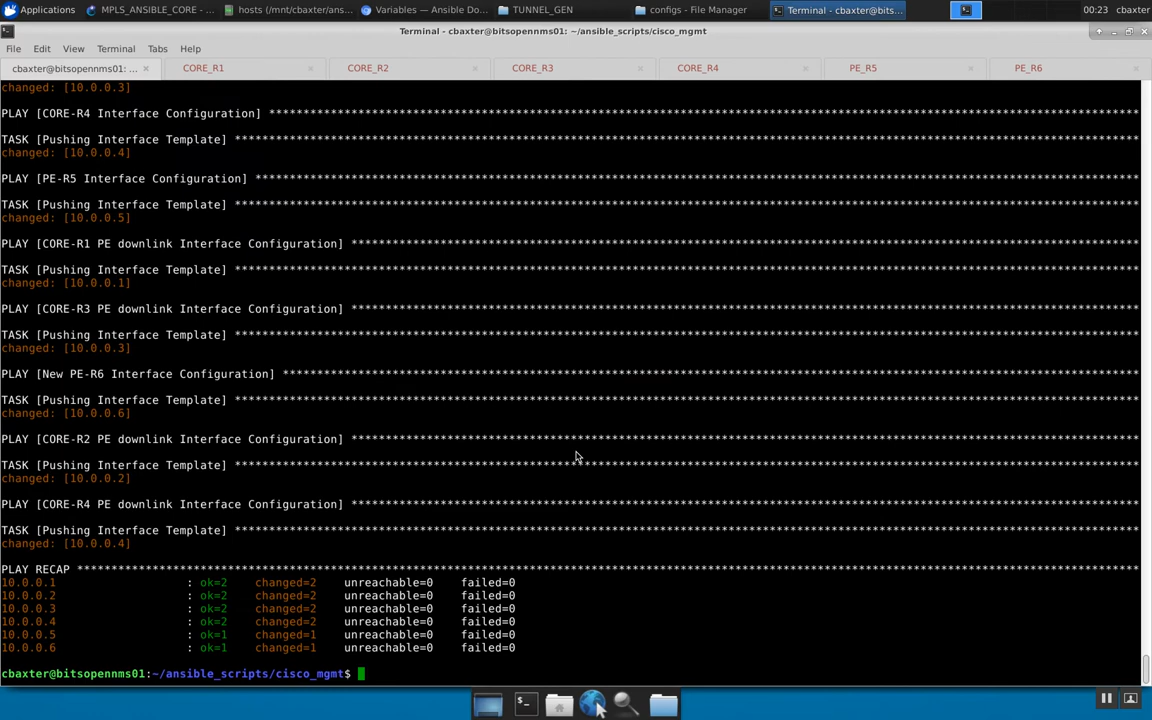 Applications
MPLS_ANSIBLE_CORE - ...
hosts (/mnt/cbaxter/ans...
Variables — Ansible Do...
TUNNEL_GEN
configs - File Manager
Terminal - cbaxter@bits...
00:23 cbaxter
Terminal - cbaxter@bitsopennms01: ~/ansible_scripts/cisco_mgmt
File Edit View Terminal Tabs Help
cbaxter@bitsopennms01: ... × CORE_R1 × CORE_R2 × CORE_R3 × CORE_R4 × PE_R5 × PE_R6 ×
changed: [10.0.0.3]
PLAY [CORE-R4 Interface Configuration] ********************************************************************************************************************************
TASK [Pushing Interface Template] *************************************************************************************************************************************
changed: [10.0.0.4]
PLAY [PE-R5 Interface Configuration] **********************************************************************************************************************************
TASK [Pushing Interface Template] *************************************************************************************************************************************
changed: [10.0.0.5]
PLAY [CORE-R1 PE downlink Interface Configuration] ********************************************************************************************************************
TASK [Pushing Interface Template] *************************************************************************************************************************************
changed: [10.0.0.1]
PLAY [CORE-R3 PE downlink Interface Configuration] ********************************************************************************************************************
TASK [Pushing Interface Template] *************************************************************************************************************************************
changed: [10.0.0.3]
PLAY [New PE-R6 Interface Configuration] ******************************************************************************************************************************
TASK [Pushing Interface Template] *************************************************************************************************************************************
changed: [10.0.0.6]
PLAY [CORE-R2 PE downlink Interface Configuration] ********************************************************************************************************************
TASK [Pushing Interface Template] *************************************************************************************************************************************
changed: [10.0.0.2]
PLAY [CORE-R4 PE downlink Interface Configuration] ********************************************************************************************************************
TASK [Pushing Interface Template] *************************************************************************************************************************************
changed: [10.0.0.4]
PLAY RECAP ************************************************************************************************************************************************************
10.0.0.1 : ok=2 changed=2 unreachable=0 failed=0
10.0.0.2 : ok=2 changed=2 unreachable=0 failed=0
10.0.0.3 : ok=2 changed=2 unreachable=0 failed=0
10.0.0.4 : ok=2 changed=2 unreachable=0 failed=0
10.0.0.5 : ok=1 changed=1 unreachable=0 failed=0
10.0.0.6 : ok=1 changed=1 unreachable=0 failed=0
cbaxter@bitsopennms01:~/ansible_scripts/cisco_mgmt$